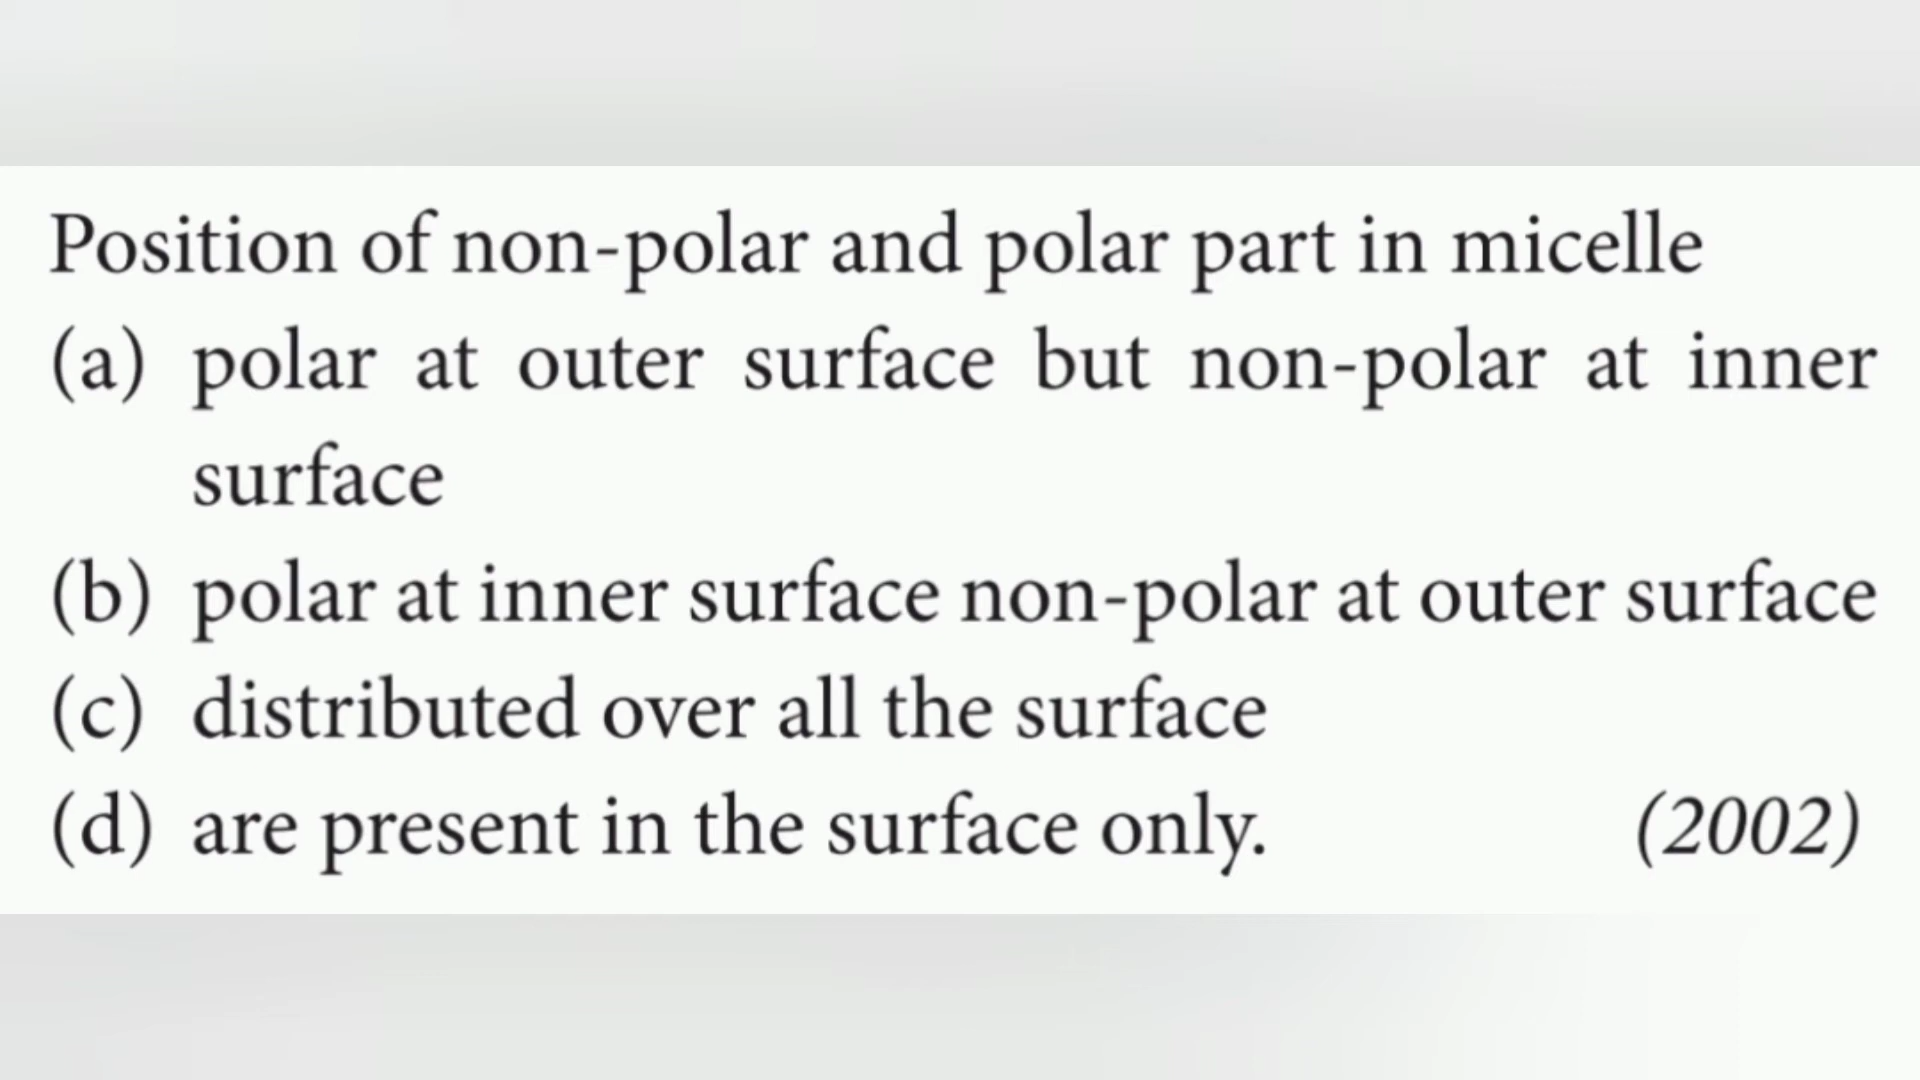 Position of non-polar and polar part in micelle
(a) polar at outer surface but non-polar at inner
surface
(b) polar at inner surface non-polar at outer surface
(c) distributed over all the surface
(d) are present in the surface only. (2002)